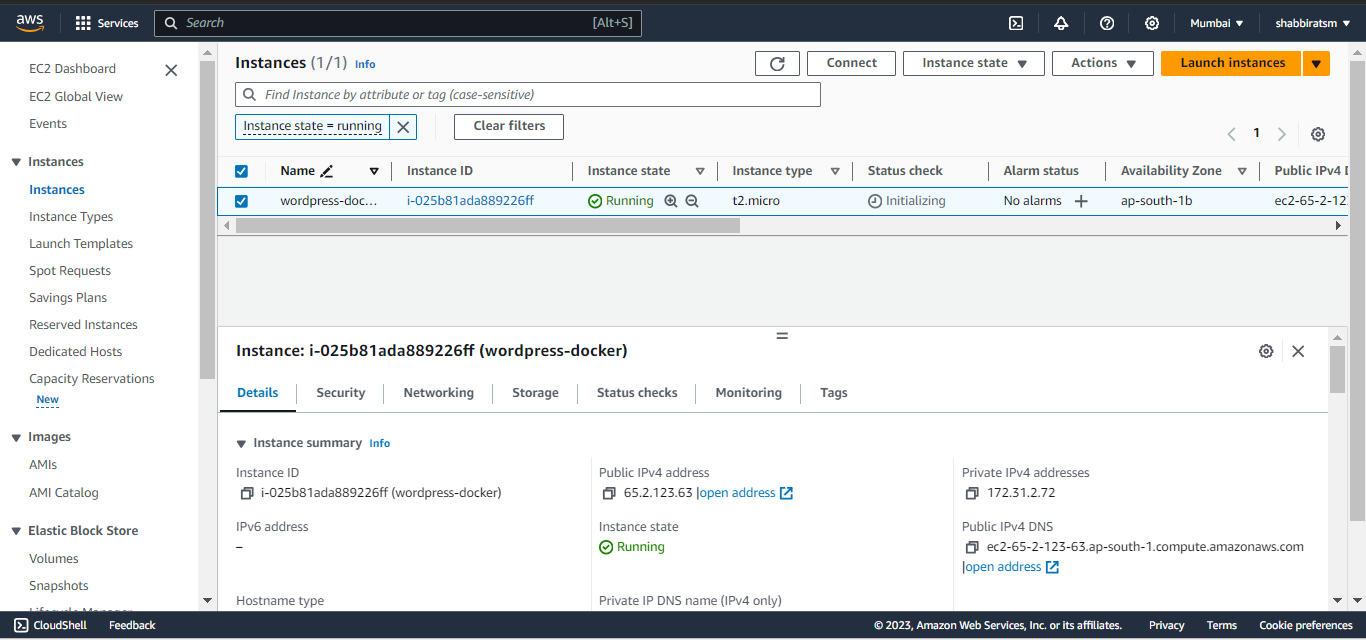 aws
Services
Search
[Alt+S]
Mumbai
shabbiratsm
EC2 Dashboard
EC2 Global View
Events
Instances
Instances
Instance Types
Launch Templates
Spot Requests
Savings Plans
Reserved Instances
Dedicated Hosts
Capacity Reservations
New
Images
AMIs
AMI Catalog
Elastic Block Store
Volumes
Snapshots
Lifecycle Manager
Instances (1/1) Info
Connect
Instance state
Actions
Launch instances
Find Instance by attribute or tag (case-sensitive)
Instance state = running
Clear filters
1
Name Instance ID Instance state Instance type Status check Alarm status Availability Zone Public IPv4 D
wordpress-doc... i-025b81ada889226ff Running t2.micro Initializing No alarms ap-south-1b ec2-65-2-123
Instance: i-025b81ada889226ff (wordpress-docker)
Details Security Networking Storage Status checks Monitoring Tags
Instance summary Info
Instance ID
i-025b81ada889226ff (wordpress-docker)
Public IPv4 address
65.2.123.63 |open address
Private IPv4 addresses
172.31.2.72
IPv6 address
–
Instance state
Running
Public IPv4 DNS
ec2-65-2-123-63.ap-south-1.compute.amazonaws.com
|open address
Hostname type
Private IP DNS name (IPv4 only)
CloudShell Feedback
© 2023, Amazon Web Services, Inc. or its affiliates. Privacy Terms Cookie preferences